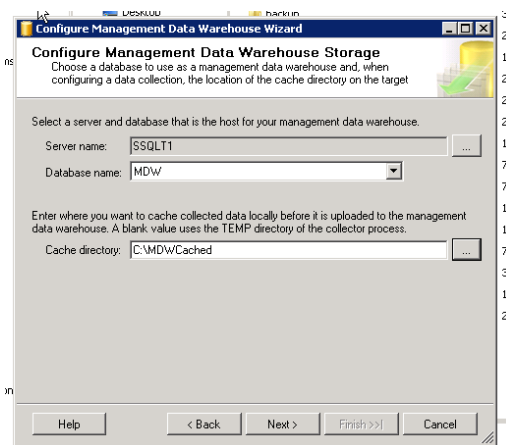 Desktop
backup
Configure Management Data Warehouse Wizard
Configure Management Data Warehouse Storage
Choose a database to use as a management data warehouse and, when
configuring a data collection, the location of the cache directory on the target
Select a server and database that is the host for your management data warehouse.
Server name: SSQLT1 ...
Database name: MDW
Enter where you want to cache collected data locally before it is uploaded to the management
data warehouse. A blank value uses the TEMP directory of the collector process.
Cache directory: C:\MDWCached ...
Help < Back Next > Finish >>| Cancel